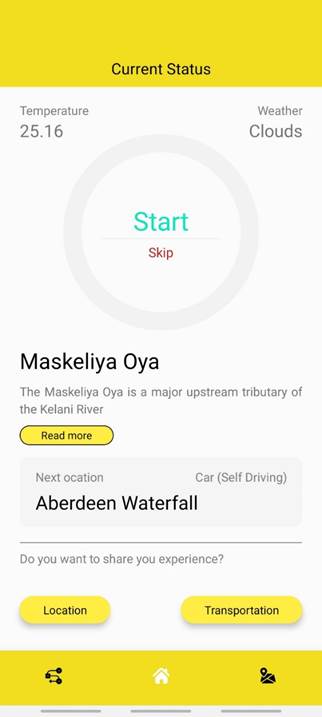 Current Status
Temperature Weather
25.16 Clouds
Start
Skip
Maskeliya Oya
The Maskeliya Oya is a major upstream tributary of
the Kelani River
Read more
Next ocation Car (Self Driving)
Aberdeen Waterfall
Do you want to share you experience?
Location Transportation